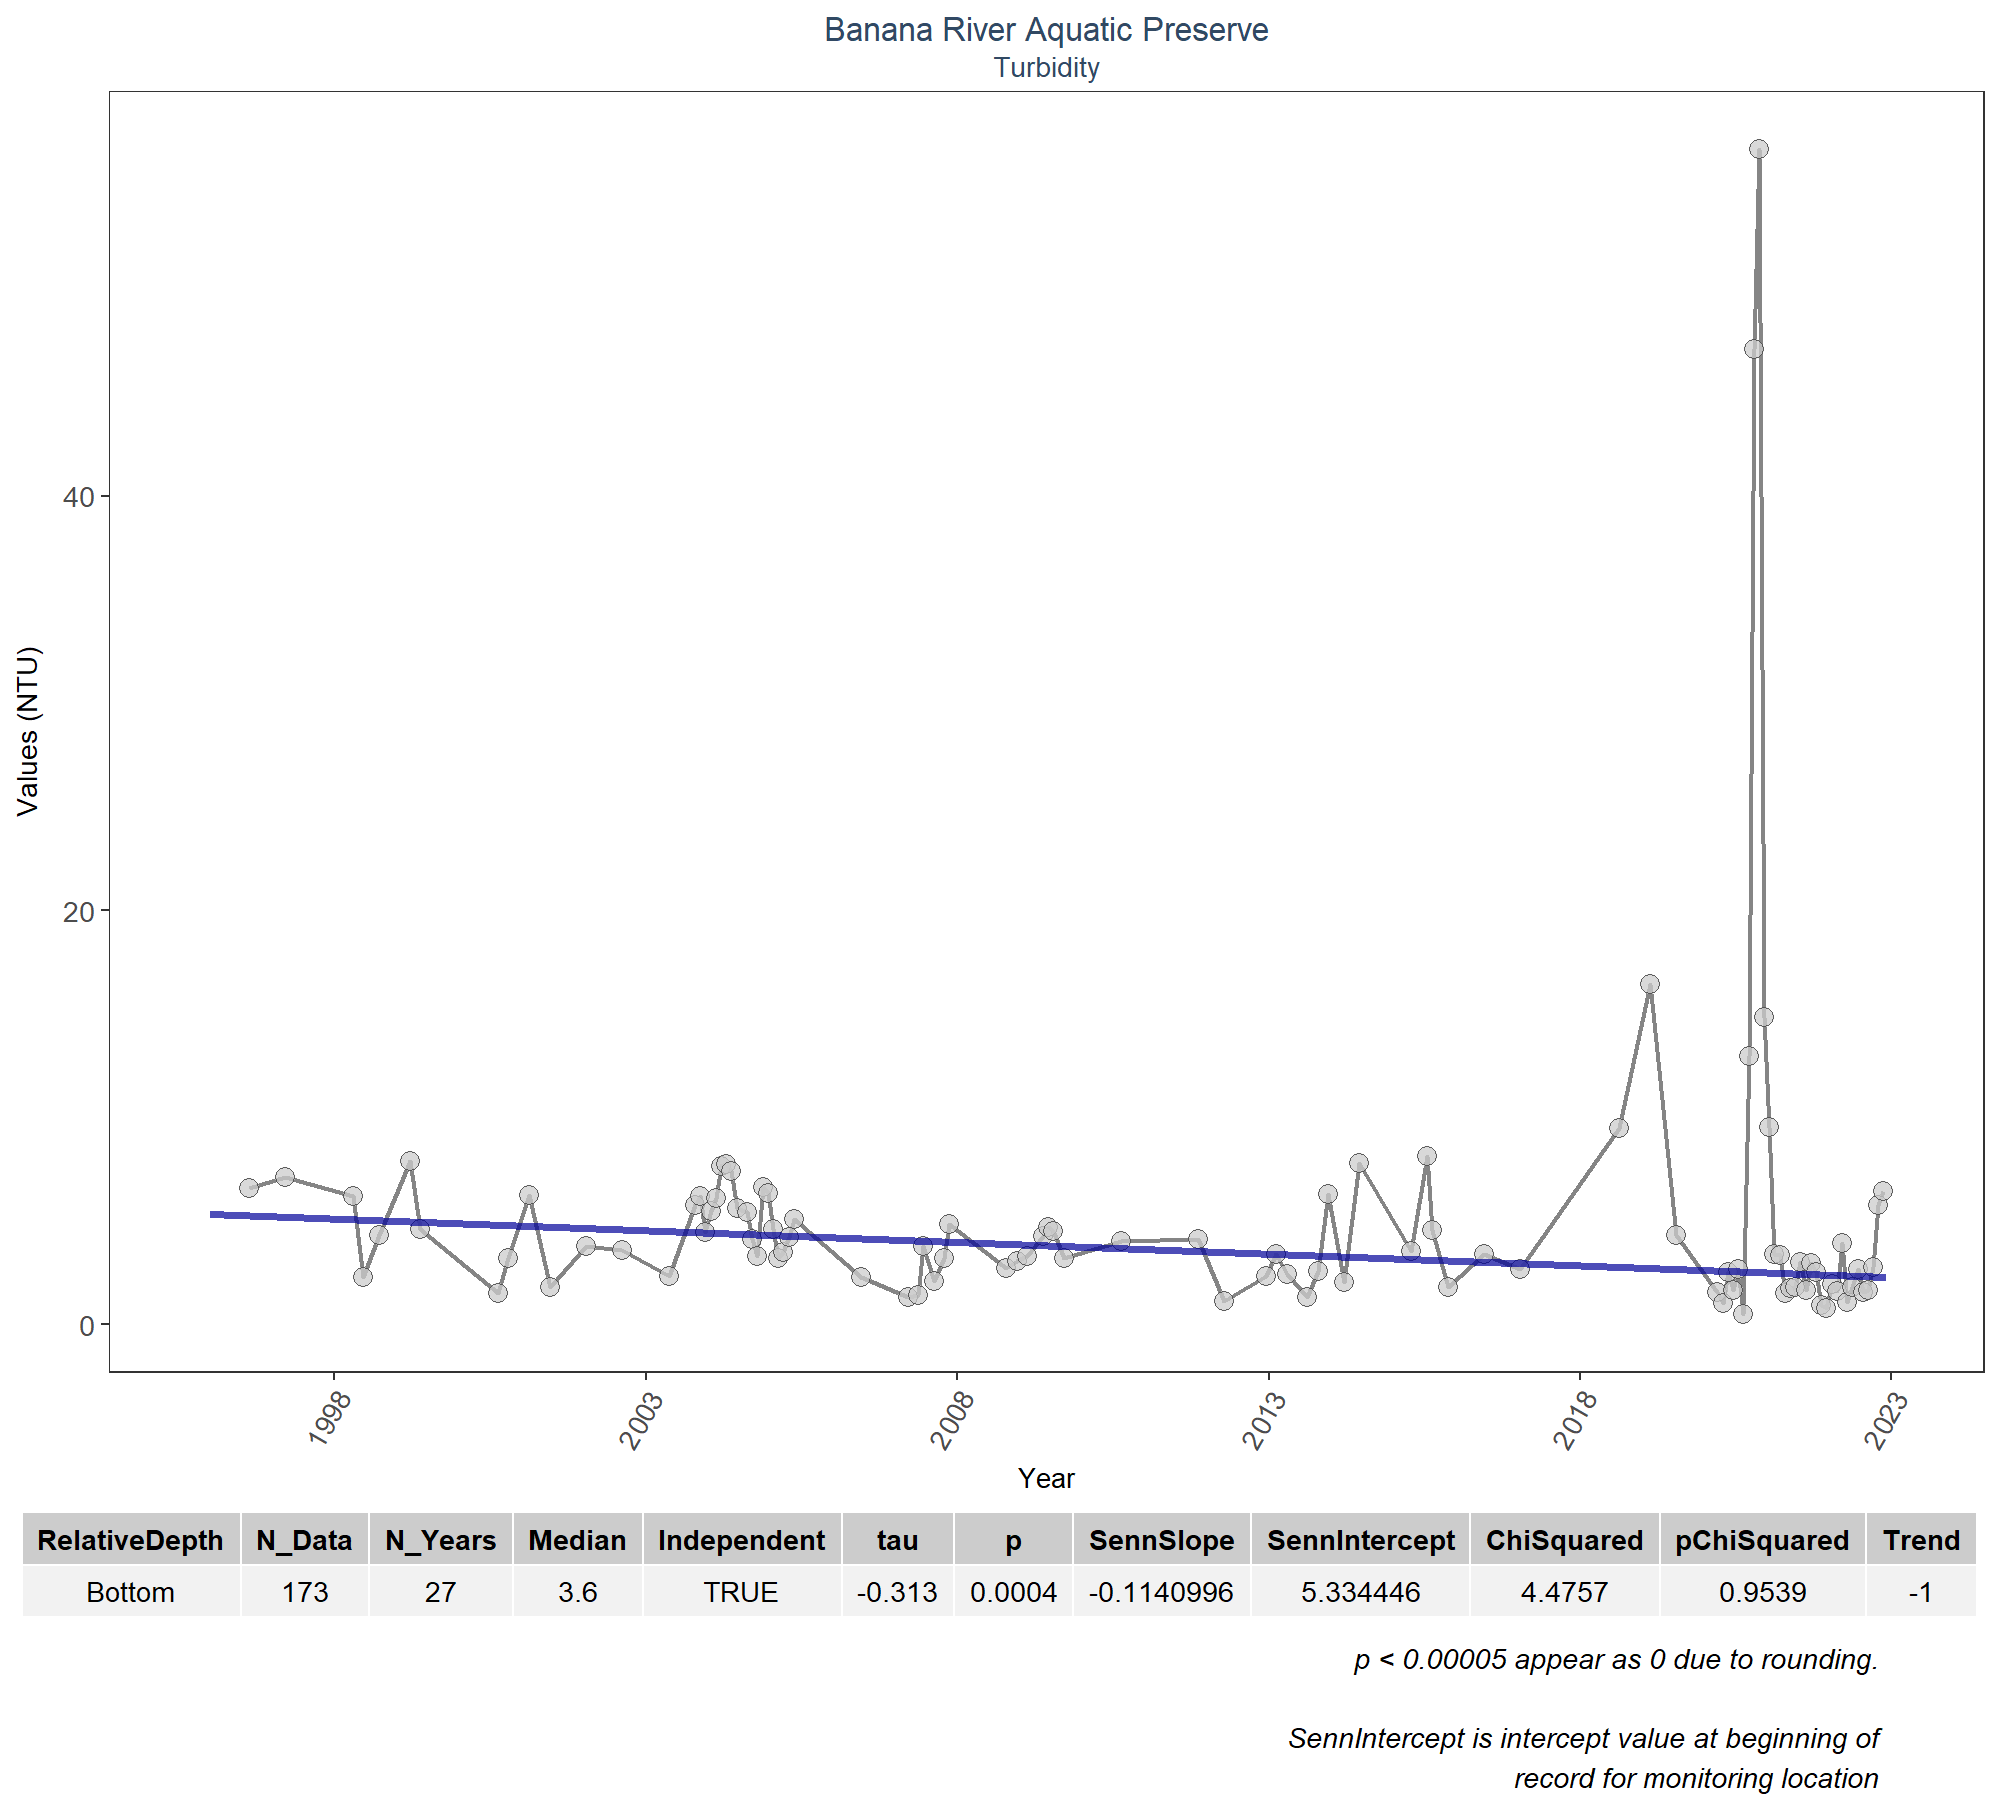 Banana River Aquatic Preserve
Turbidity
Values (NTU)
40
20
0
1998
2003
2008
2013
2018
2023
Year
RelativeDepth N_Data N_Years Median Independent tau p SennSlope SennIntercept ChiSquared pChiSquared Trend
Bottom 173 27 3.6 TRUE -0.313 0.0004 -0.1140996 5.334446 4.4757 0.9539 -1
p < 0.00005 appear as 0 due to rounding.
SennIntercept is intercept value at beginning of
record for monitoring location